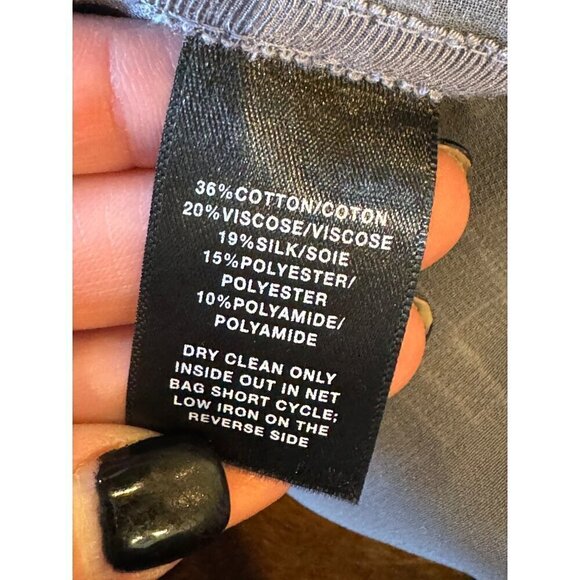 36%COTTON/COTON
20%VISCOSE/VISCOSE
19%SILK/SOIE
15%POLYESTER/
POLYESTER
10%POLYAMIDE/
POLYAMIDE
DRY CLEAN ONLY
INSIDE OUT IN NET
BAG SHORT CYCLE;
LOW IRON ON THE
REVERSE SIDE